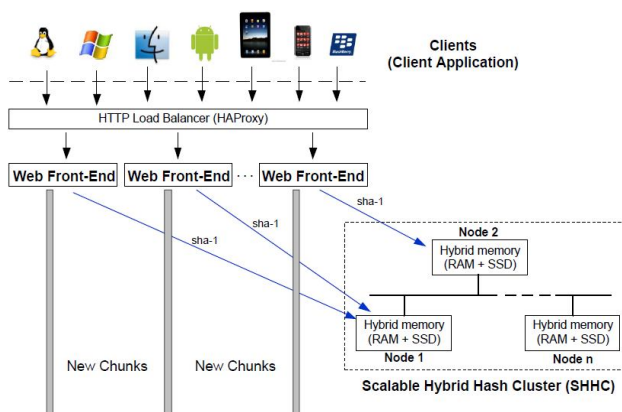 Clients
(Client Application)
BlackBerry
HTTP Load Balancer (HAProxy)
Web Front-End
Web Front-End
...
Web Front-End
sha-1
sha-1
sha-1
Node 2
Hybrid memory
(RAM + SSD)
Hybrid memory
(RAM + SSD)
Node 1
Hybrid memory
(RAM + SSD)
Node n
New Chunks
New Chunks
Scalable Hybrid Hash Cluster (SHHC)